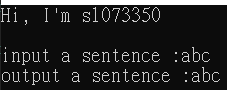 Hi, I'm s1073350
input a sentence :abc
output a sentence :abc